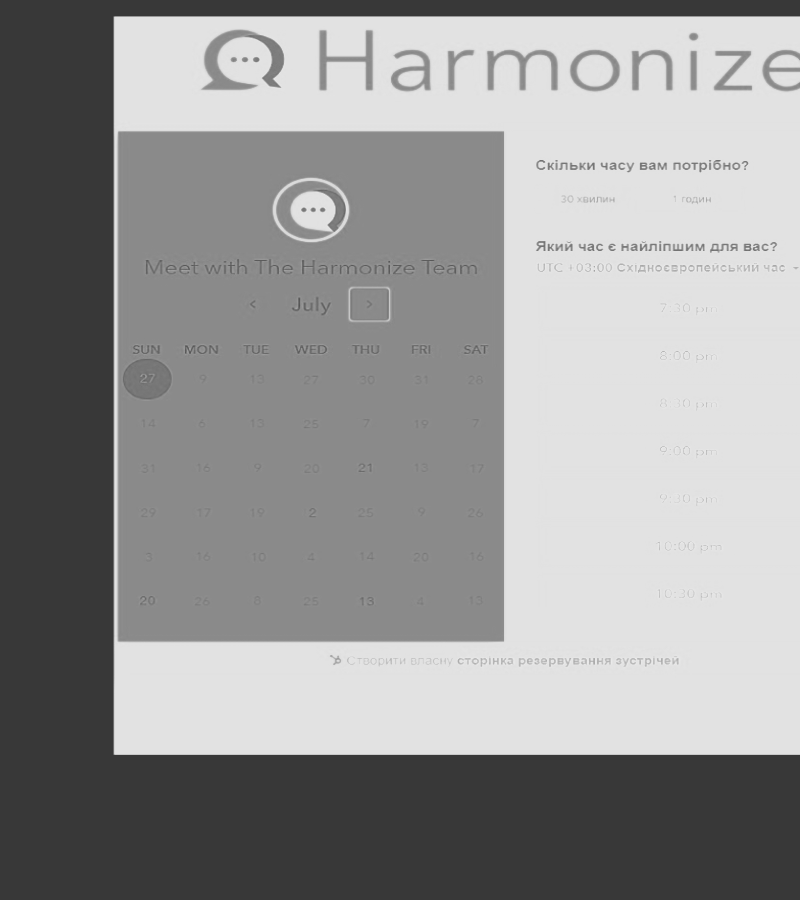 Harmonize
Meet with The Harmonize Team
< July >
SUN MON TUE WED THU FRI SAT
27 9 13 27 30 31 28
14 6 13 25 7 19 7
31 16 9 20 21 13 17
29 17 19 2 25 9 26
3 16 10 4 14 20 16
20 26 5 25 13 4 13
Скільки часу вам потрібно?
30 хвилин 1 годин
Який час є найліпшим для вас?
UTC +03:00 Східноєвропейський час
7:30 pm
8:00 pm
8:30 pm
9:00 pm
9:30 pm
10:00 pm
10:30 pm
Створити власну сторінка резервування зустрічей